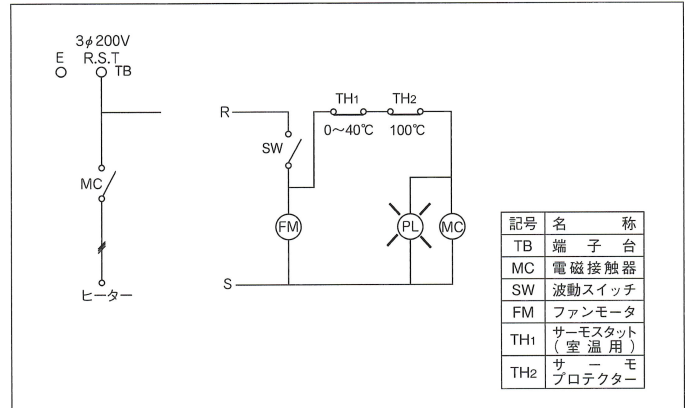 3φ200V
E R.S.T
TB
MC
ヒーター
R
SW
FM
S
TH1 TH2
0〜40℃ 100℃
PL MC
記号 名 称
TB 端子台
MC 電磁接触器
SW 波動スイッチ
FM ファンモータ
TH1 サーモスタット
(室温用)
TH2 サーモ
プロテクター